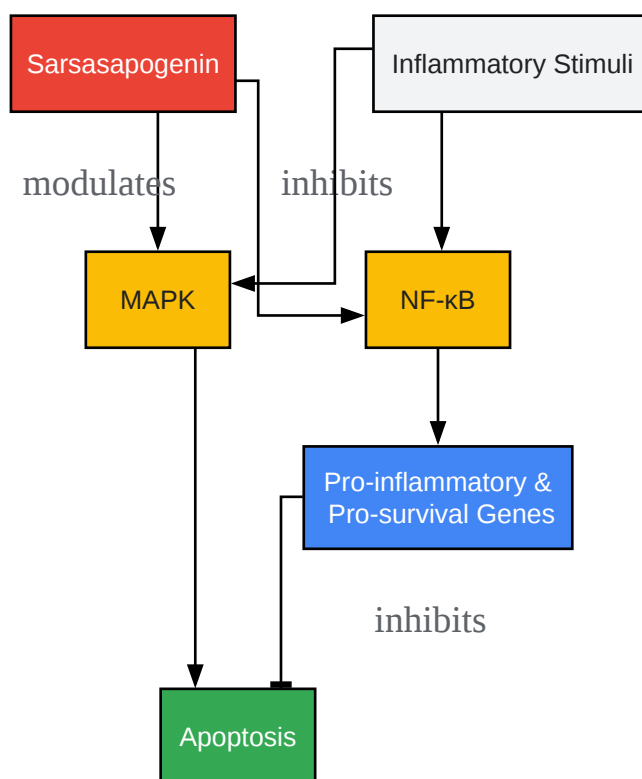 Sarsasapogenin
Inflammatory Stimuli
modulates
inhibits
MAPK
NF-κB
Pro-inflammatory &
Pro-survival Genes
inhibits
Apoptosis